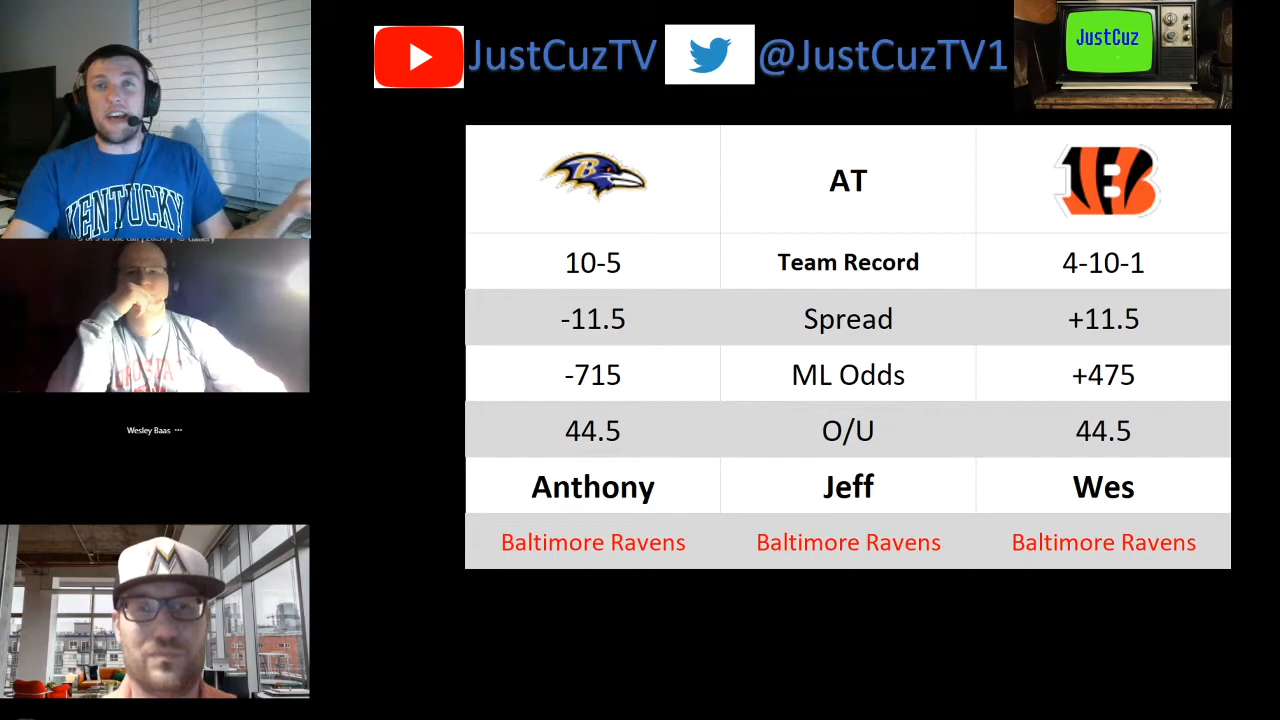 JustCuzTV
@JustCuzTV1
JustCuz
KENTUCKY
AT
B
10-5 Team Record 4-10-1
-11.5 Spread +11.5
-715 ML Odds +475
44.5 O/U 44.5
Wesley Baas ···
Anthony Jeff Wes
Baltimore Ravens Baltimore Ravens Baltimore Ravens
M